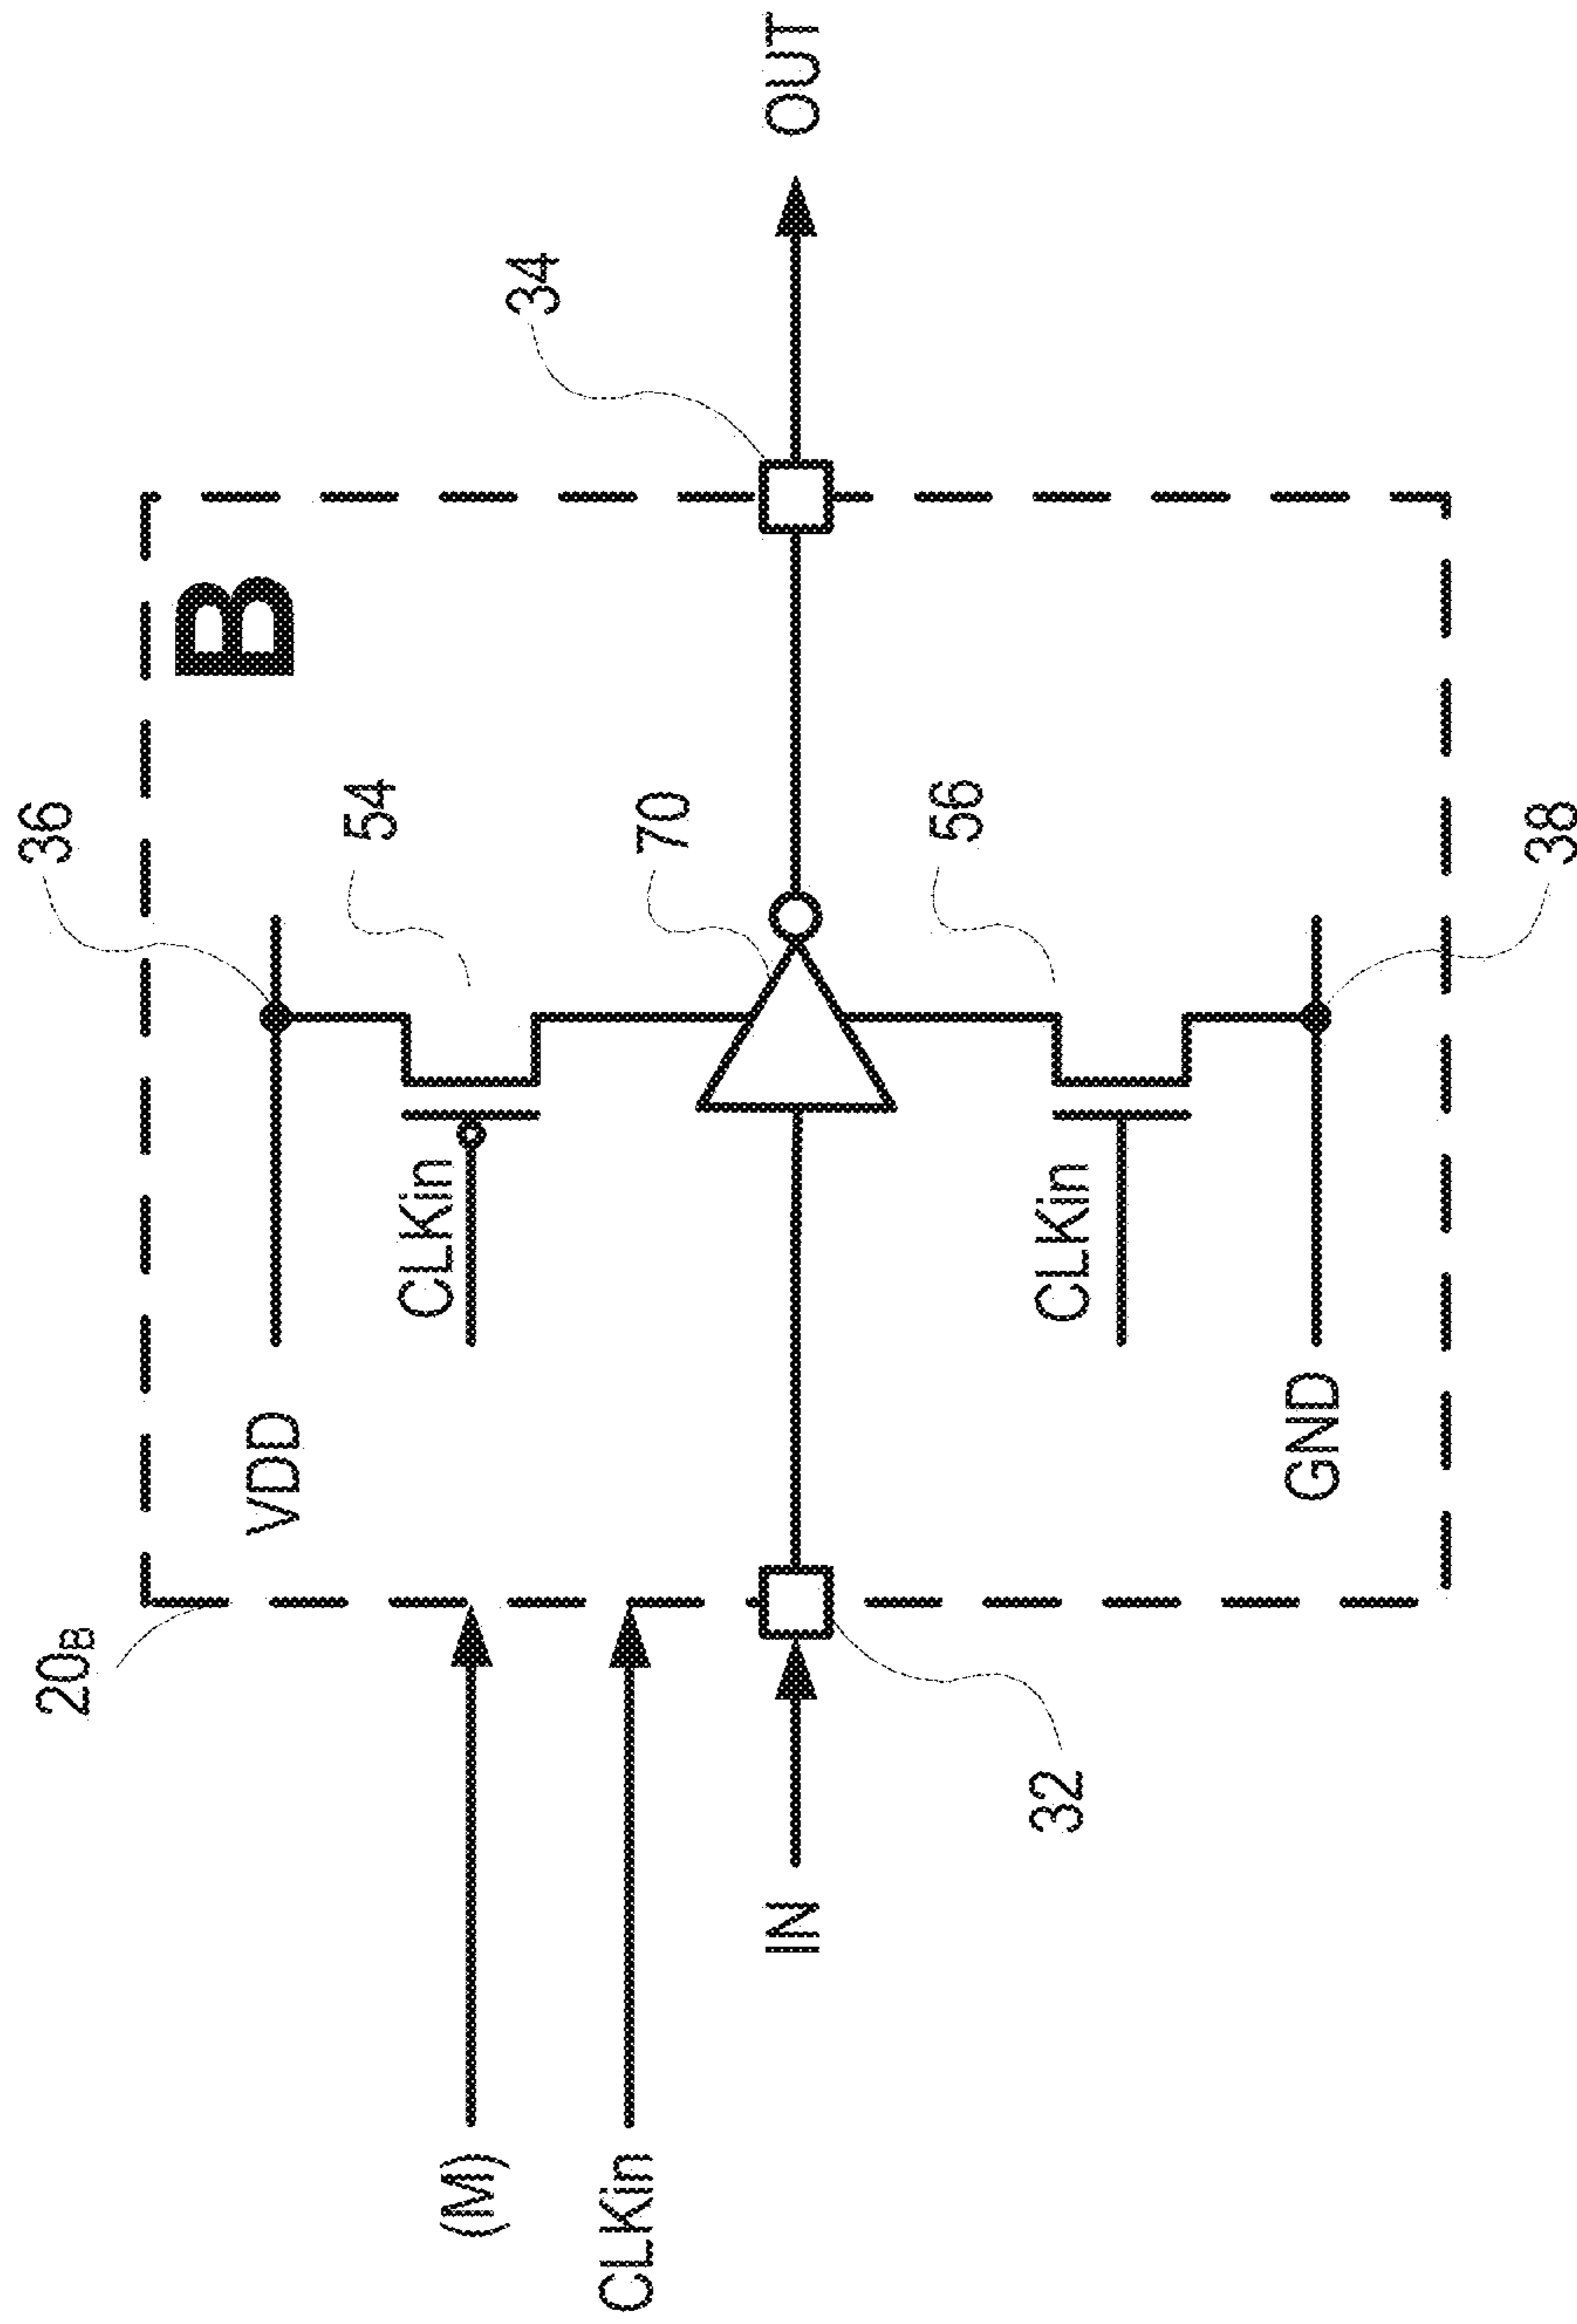 20B
36
B
VDD
54
CLKin
(M)
CLKin
70
34
IN
OUT
32
56
CLKin
GND
38